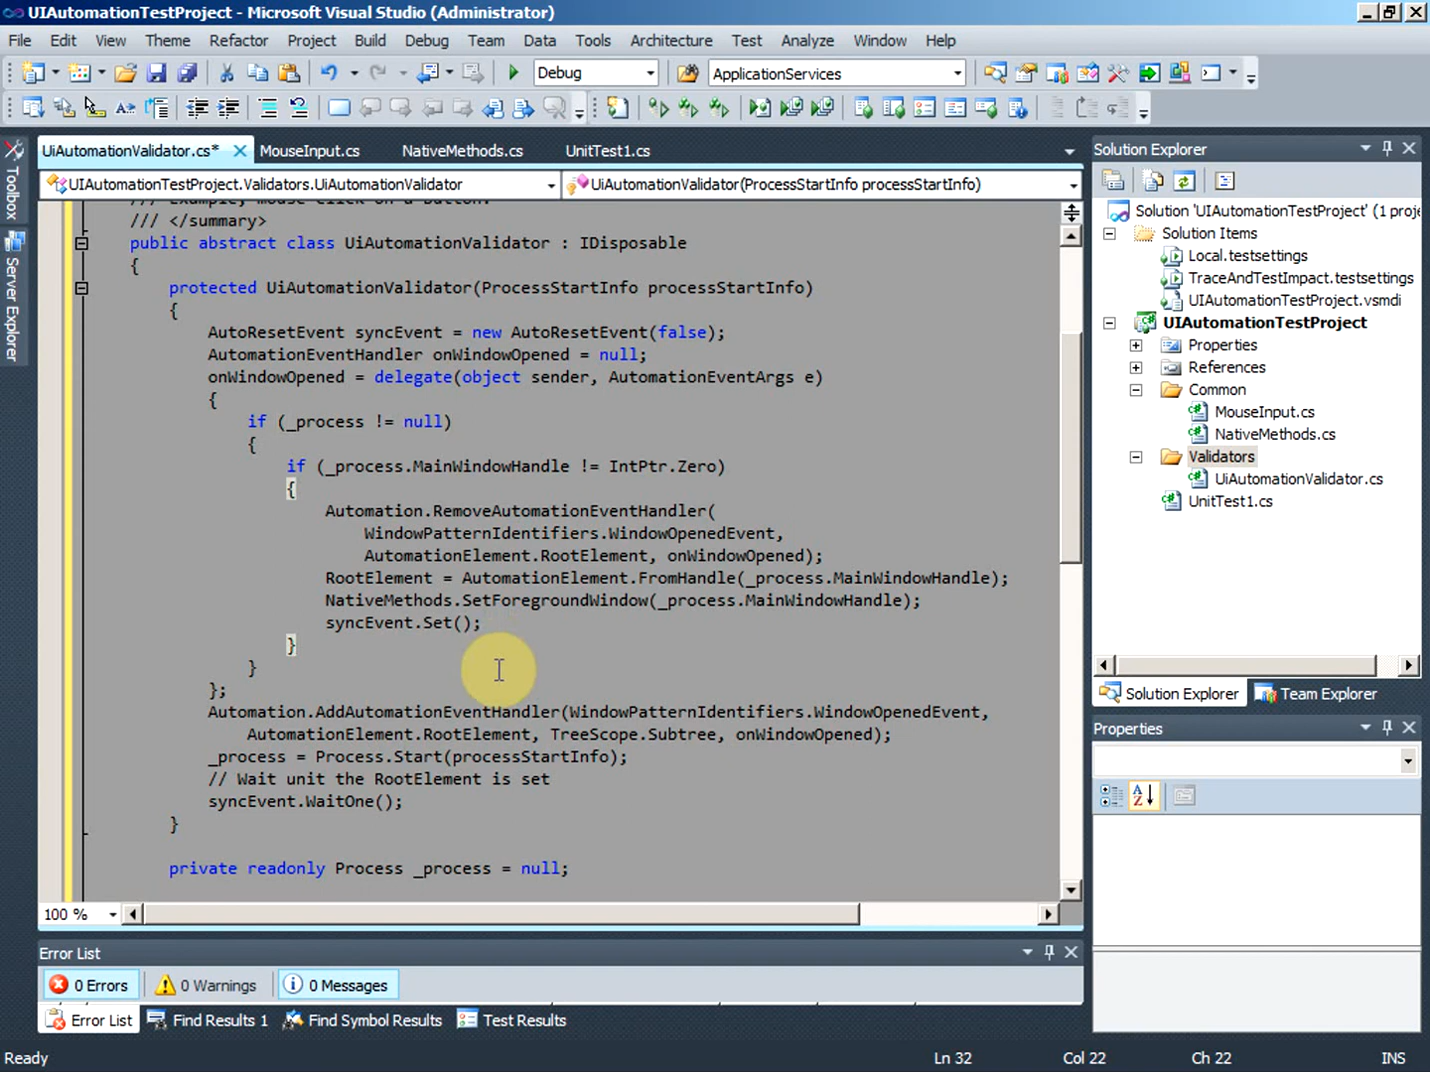 UIAutomationTestProject - Microsoft Visual Studio (Administrator)
File Edit View Theme Refactor Project Build Debug Team Data Tools Architecture Test Analyze Window Help
Debug ApplicationServices
UiAutomationValidator.cs* MouseInput.cs NativeMethods.cs UnitTest1.cs
UIAutomationTestProject.Validators.UiAutomationValidator UiAutomationValidator(ProcessStartInfo processStartInfo)
Toolbox
Server Explorer
/// Example, mouse click on a button.
/// </summary>
public abstract class UiAutomationValidator : IDisposable
{
protected UiAutomationValidator(ProcessStartInfo processStartInfo)
{
AutoResetEvent syncEvent = new AutoResetEvent(false);
AutomationEventHandler onWindowOpened = null;
onWindowOpened = delegate(object sender, AutomationEventArgs e)
{
if (_process != null)
{
if (_process.MainWindowHandle != IntPtr.Zero)
{
Automation.RemoveAutomationEventHandler(
WindowPatternIdentifiers.WindowOpenedEvent,
AutomationElement.RootElement, onWindowOpened);
RootElement = AutomationElement.FromHandle(_process.MainWindowHandle);
NativeMethods.SetForegroundWindow(_process.MainWindowHandle);
syncEvent.Set();
}
}
};
Automation.AddAutomationEventHandler(WindowPatternIdentifiers.WindowOpenedEvent,
AutomationElement.RootElement, TreeScope.Subtree, onWindowOpened);
_process = Process.Start(processStartInfo);
// Wait unit the RootElement is set
syncEvent.WaitOne();
}
private readonly Process _process = null;
100 %
Solution Explorer
Solution 'UIAutomationTestProject' (1 proje
Solution Items
Local.testsettings
TraceAndTestImpact.testsettings
UIAutomationTestProject.vsmdi
UIAutomationTestProject
Properties
References
Common
MouseInput.cs
NativeMethods.cs
Validators
UiAutomationValidator.cs
UnitTest1.cs
Solution Explorer Team Explorer
Properties
Error List
0 Errors 0 Warnings 0 Messages
Error List Find Results 1 Find Symbol Results Test Results
Ready Ln 32 Col 22 Ch 22 INS